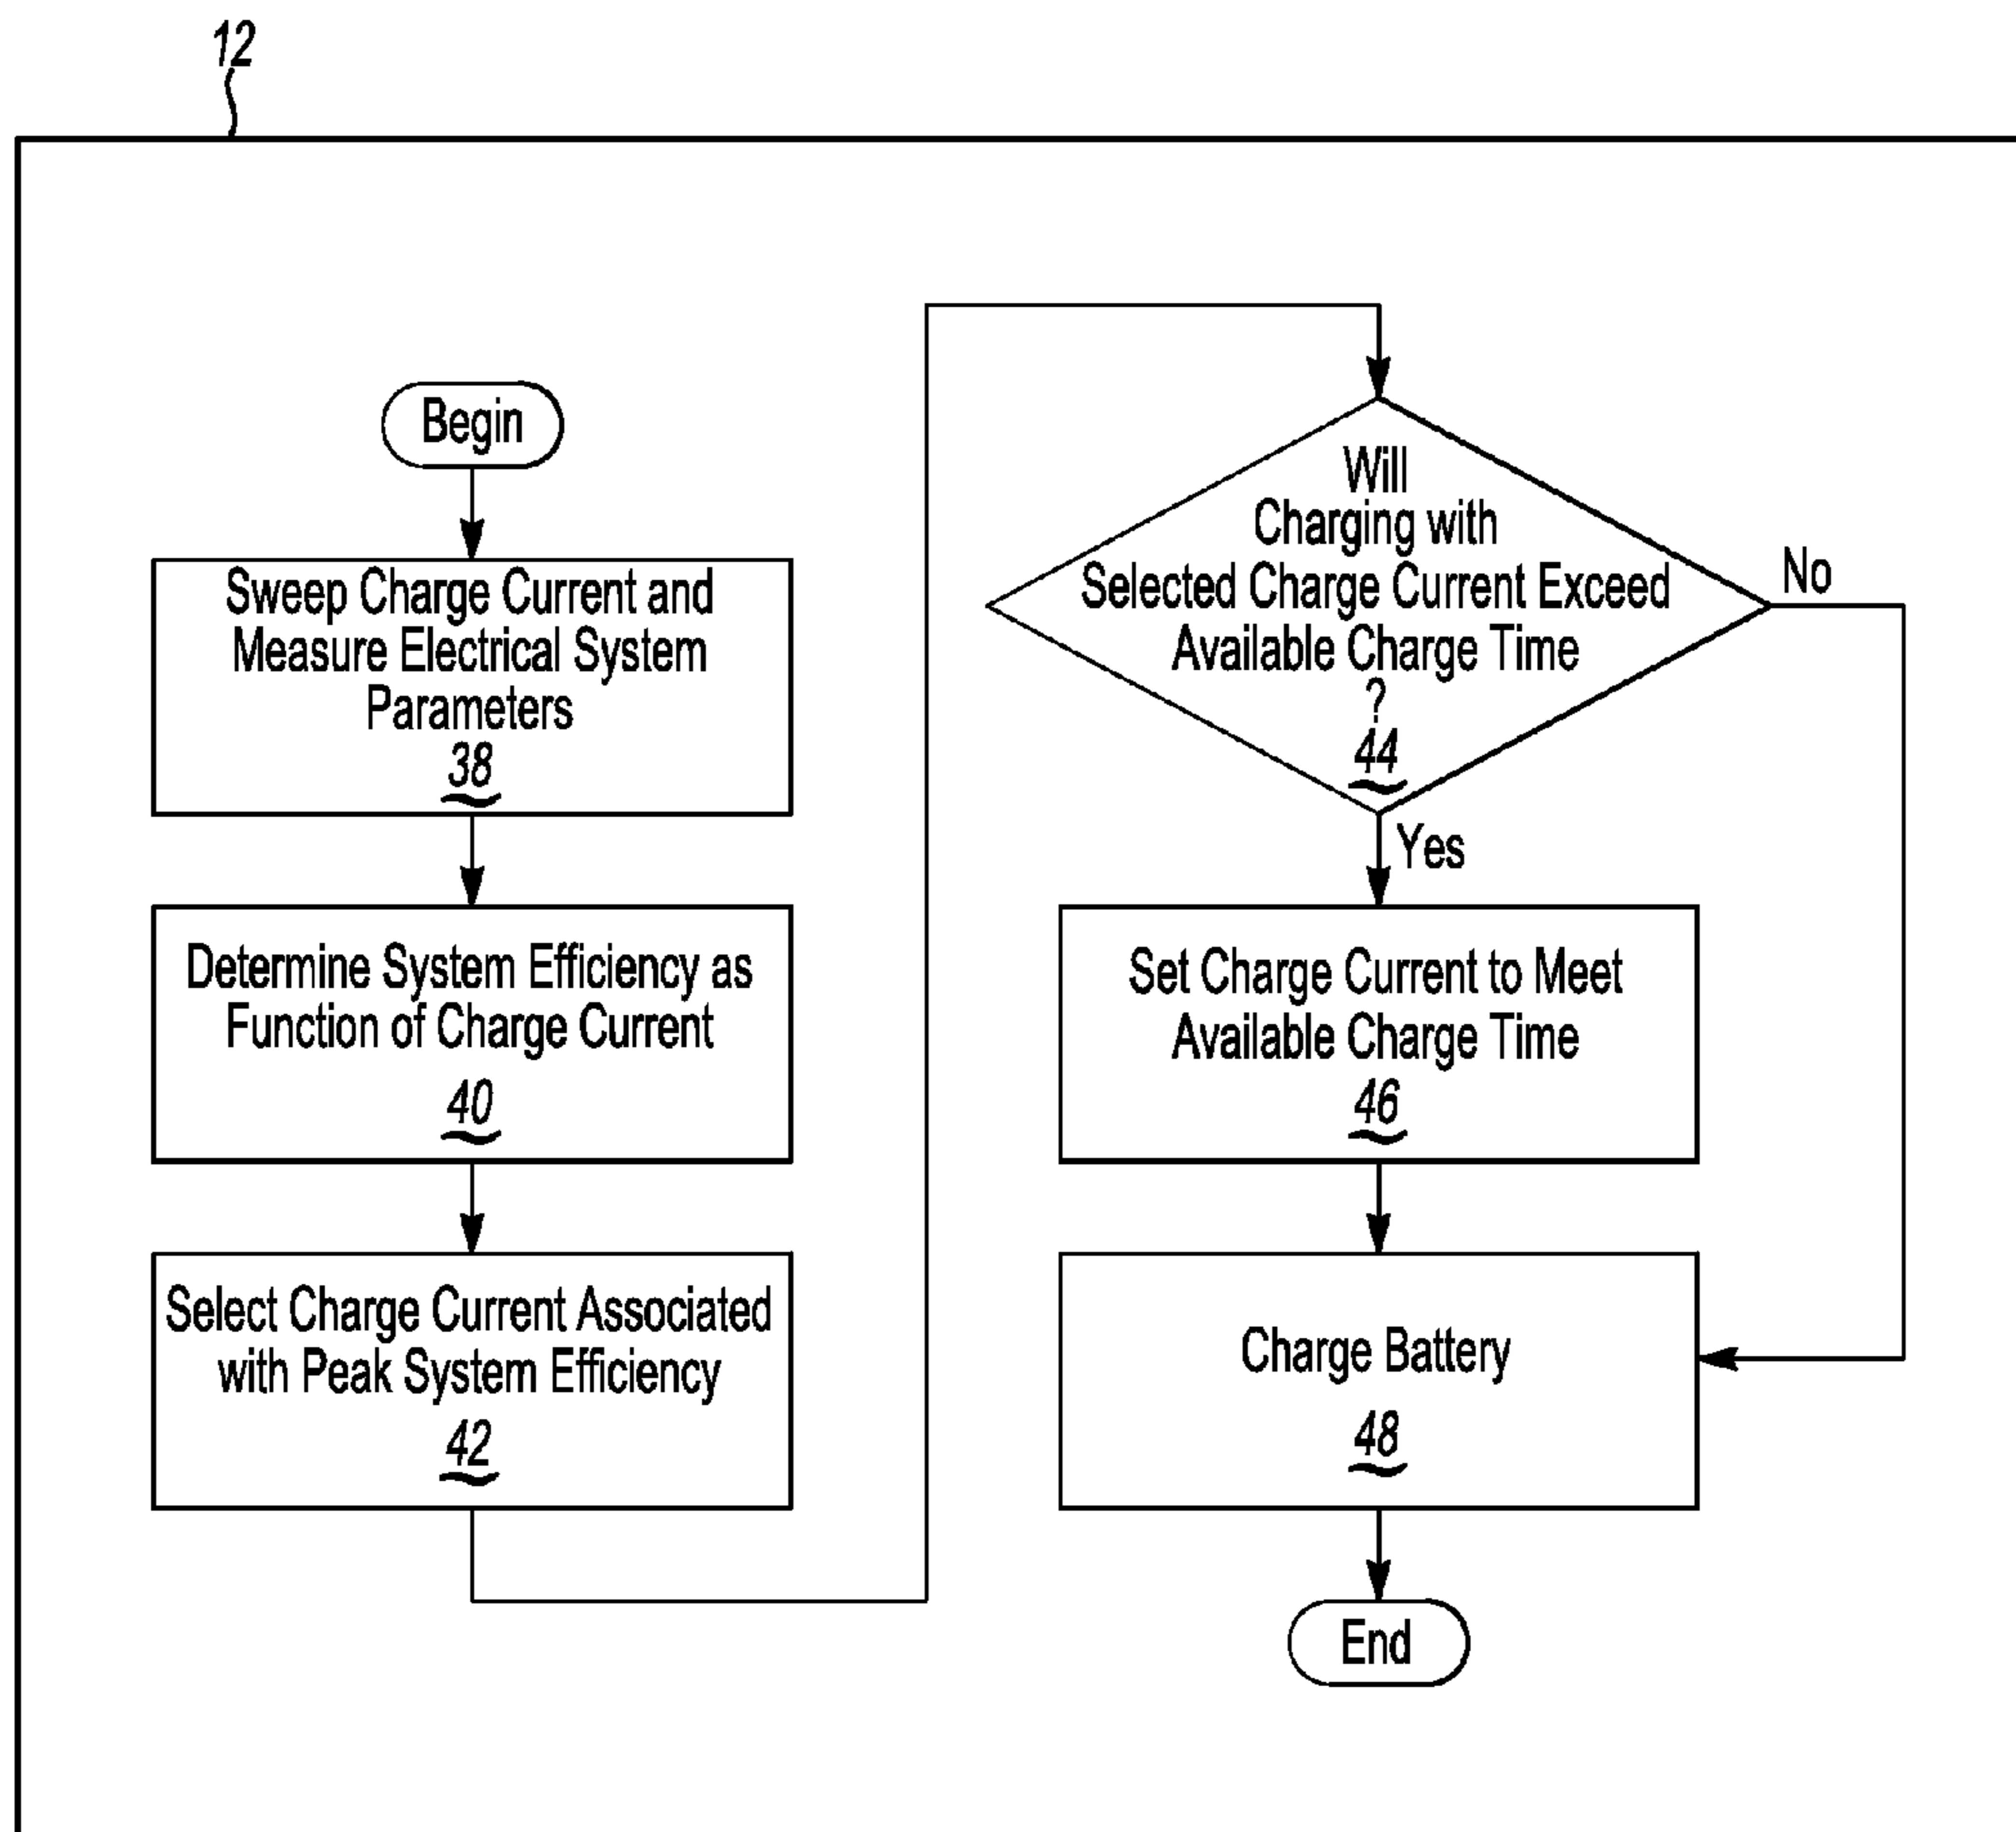 12
Begin
Sweep Charge Current and
Measure Electrical System
Parameters
38
Determine System Efficiency as
Function of Charge Current
40
Select Charge Current Associated
with Peak System Efficiency
42
Will
Charging with
Selected Charge Current Exceed
Available Charge Time
?
44
No
Yes
Set Charge Current to Meet
Available Charge Time
46
Charge Battery
48
End